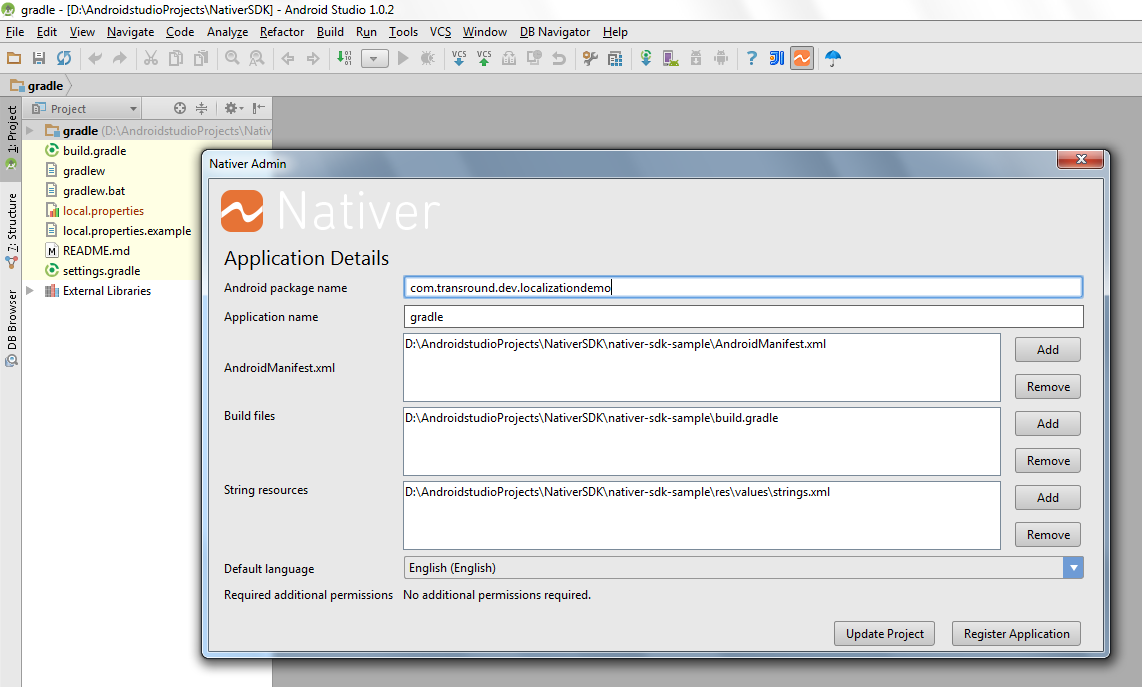 gradle - [D:\AndroidstudioProjects\NativerSDK] - Android Studio 1.0.2
File Edit View Navigate Code Analyze Refactor Build Run Tools VCS Window DB Navigator Help
VCS VCS
gradle
1: Project
7: Structure
DB Browser
Project
gradle (D:\AndroidstudioProjects\Nativ
build.gradle
gradlew
gradlew.bat
local.properties
local.properties.example
README.md
settings.gradle
External Libraries
Nativer Admin
Nativer
Application Details
Android package name com.transround.dev.localizationdemo
Application name gradle
AndroidManifest.xml D:\AndroidstudioProjects\NativerSDK\nativer-sdk-sample\AndroidManifest.xml Add
Remove
Build files D:\AndroidstudioProjects\NativerSDK\nativer-sdk-sample\build.gradle Add
Remove
String resources D:\AndroidstudioProjects\NativerSDK\nativer-sdk-sample\res\values\strings.xml Add
Remove
Default language English (English)
Required additional permissions No additional permissions required.
Update Project Register Application